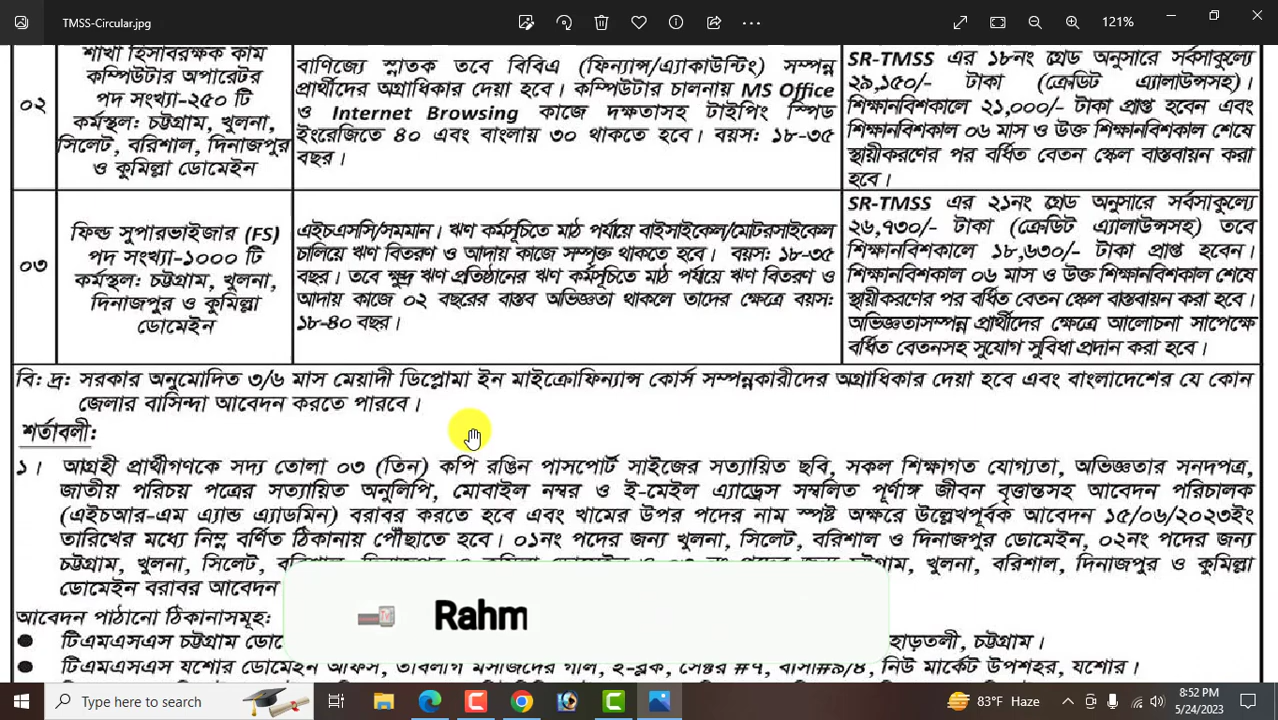 TMSS-Circular.jpg
121%
০২
শাখা হিসাবরক্ষক কাম
কম্পিউটার অপারেটর
পদ সংখ্যা-২৫০ টি
কর্মস্থল: চট্টগ্রাম, খুলনা,
সিলেট, বরিশাল, দিনাজপুর
ও কুমিল্লা ডোমেইন
বাণিজ্যে স্নাতক তবে বিবিএ (ফিন্যান্স/এ্যাকাউন্টিং) সম্পন্ন
প্রার্থীদের অগ্রাধিকার দেয়া হবে। কম্পিউটার চালনায় MS Office
ও Internet Browsing কাজে দক্ষতাসহ টাইপিং স্পিড
ইংরেজিতে ৪০ এবং বাংলায় ৩০ থাকতে হবে। বয়স: ১৮-৩৫
বছর।
SR-TMSS এর ১৮নং গ্রেড অনুসারে সর্বসাকুল্যে
২৯,১৫০/- টাকা (ক্রেডিট এ্যালাউন্সসহ)।
শিক্ষানবিশকালে ২১,০০০/- টাকা প্রাপ্ত হবেন এবং
শিক্ষানবিশকাল ০৬ মাস ও উক্ত শিক্ষানবিশকাল শেষে
স্থায়ীকরণের পর বর্ধিত বেতন স্কেল বাস্তবায়ন করা
হবে।
০৩
ফিল্ড সুপারভাইজার (FS)
পদ সংখ্যা-১০০০ টি
কর্মস্থল: চট্টগ্রাম, খুলনা,
দিনাজপুর ও কুমিল্লা
ডোমেইন
এইচএসসি/সমমান। ঋণ কর্মসূচিতে মাঠ পর্যায়ে বাইসাইকেল/মোটরসাইকেল
চালিয়ে ঋণ বিতরণ ও আদায় কাজে সম্পৃক্ত থাকতে হবে। বয়স: ১৮-৩৫
বছর। তবে ক্ষুদ্র ঋণ প্রতিষ্ঠানের ঋণ কর্মসূচিতে মাঠ পর্যায়ে ঋণ বিতরণ ও
আদায় কাজে ০২ বছরের বাস্তব অভিজ্ঞতা থাকলে তাদের ক্ষেত্রে বয়স:
১৮-৪০ বছর।
SR-TMSS এর ২১নং গ্রেড অনুসারে সর্বসাকুল্যে
২৬,৭৩০/- টাকা (ক্রেডিট এ্যালাউন্সসহ) তবে
শিক্ষানবিশকালে ১৮,৬৩০/- টাকা প্রাপ্ত হবেন।
শিক্ষানবিশকাল ০৬ মাস ও উক্ত শিক্ষানবিশকাল শেষে
স্থায়ীকরণের পর বর্ধিত বেতন স্কেল বাস্তবায়ন করা হবে।
অভিজ্ঞতাসম্পন্ন প্রার্থীদের ক্ষেত্রে আলোচনা সাপেক্ষে
বর্ধিত বেতনসহ সুযোগ সুবিধা প্রদান করা হবে।
বি: দ্র: সরকার অনুমোদিত ৩/৬ মাস মেয়াদী ডিপ্লোমা ইন মাইক্রোফিন্যান্স কোর্স সম্পন্নকারীদের অগ্রাধিকার দেয়া হবে এবং বাংলাদেশের যে কোন
জেলার বাসিন্দা আবেদন করতে পারবে।
শর্তাবলী:
১। আগ্রহী প্রার্থীগণকে সদ্য তোলা ০৩ (তিন) কপি রঙিন পাসপোর্ট সাইজের সত্যায়িত ছবি, সকল শিক্ষাগত যোগ্যতা, অভিজ্ঞতার সনদপত্র,
জাতীয় পরিচয় পত্রের সত্যায়িত অনুলিপি, মোবাইল নম্বর ও ই-মেইল এ্যাড্রেস সম্বলিত পূর্ণাঙ্গ জীবন বৃত্তান্তসহ আবেদন পরিচালক
(এইচআর-এম এ্যান্ড এ্যাডমিন) বরাবর করতে হবে এবং খামের উপর পদের নাম স্পষ্ট অক্ষরে উল্লেখপূর্বক আবেদন ১৫/০৬/২০২৩ইং
তারিখের মধ্যে নিম্ন বর্ণিত ঠিকানায় পৌঁছাতে হবে। ০১নং পদের জন্য খুলনা, সিলেট, বরিশাল ও দিনাজপুর ডোমেইন, ০২নং পদের জন্য
চট্টগ্রাম, খুলনা, সিলেট, খুলনা, বরিশাল, দিনাজপুর ও কুমিল্লা
ডোমেইন বরাবর আবেদন
আবেদন পাঠানো ঠিকানাসমূহ:
● টিএমএসএস চট্টগ্রাম চট্টগ্রাম।
● টিএমএসএস যশোর ডোমেইন অফিস, তাবলীগ মসজিদের গলি, ই-ব্লক, সেক্টর #৭, বাসা#৯/৪, নিউ মার্কেট উপশহর, যশোর।
Rahm
Type here to search
83°F Haze
8:52 PM
5/24/2023